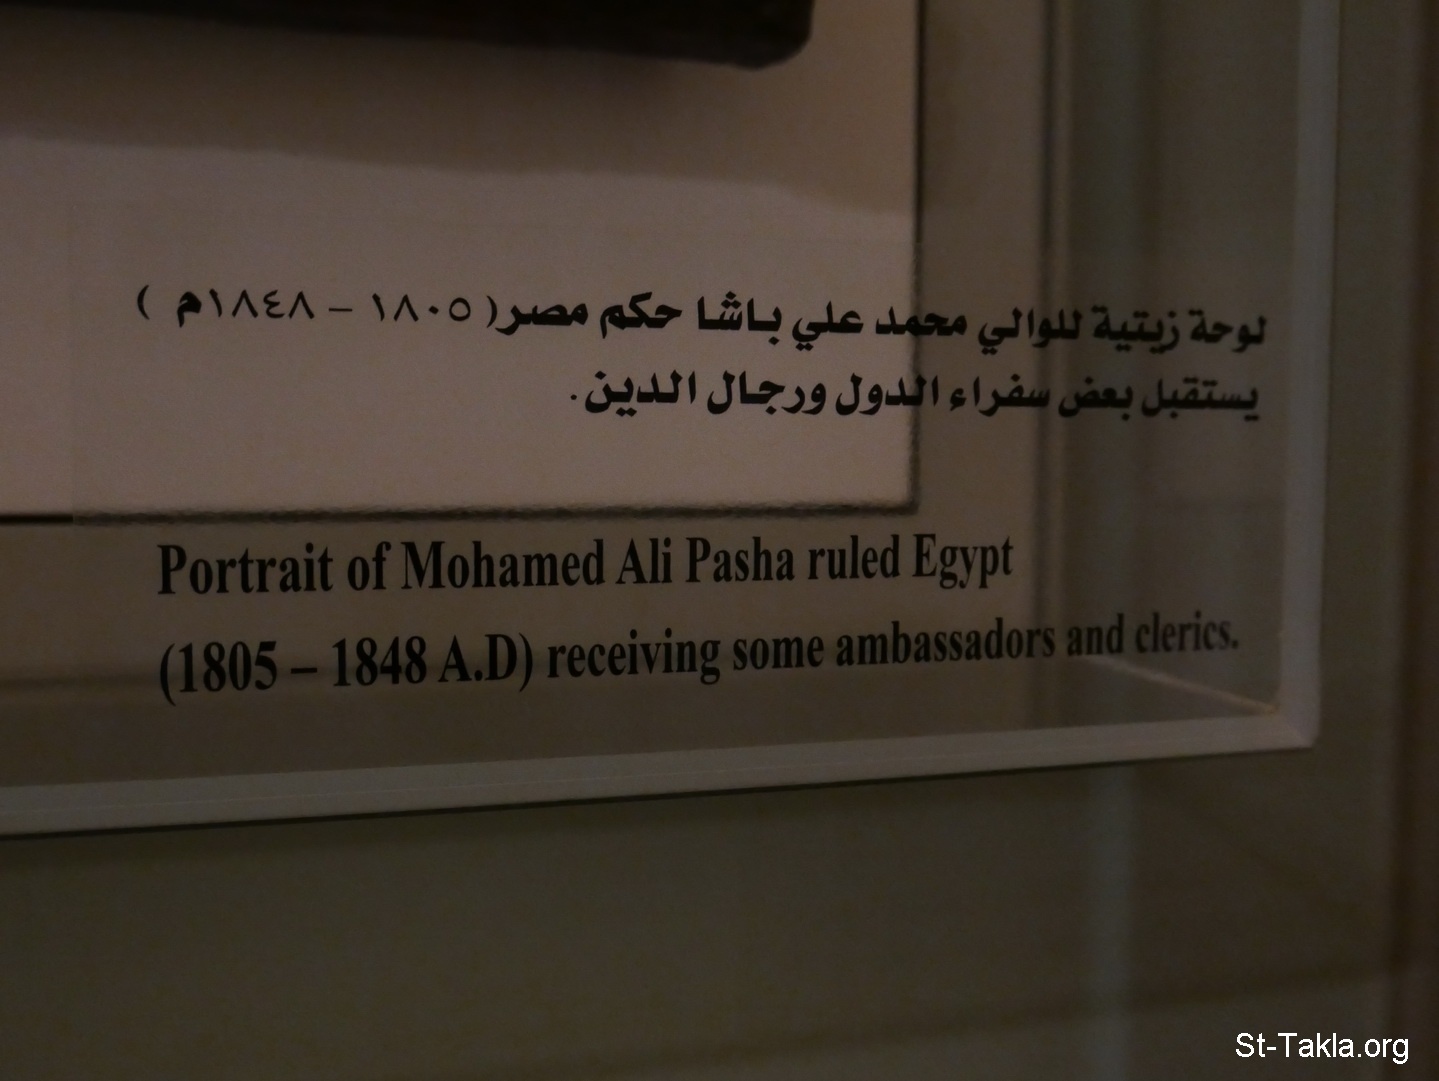 لوحة زيتية للوالي محمد علي باشا حكم مصر( ١٨٠٥ – ١٨٤٨م )
يستقبل بعض سفراء الدول ورجال الدين.
Portrait of Mohamed Ali Pasha ruled Egypt
(1805 – 1848 A.D) receiving some ambassadors and clerics.
St-Takla.org